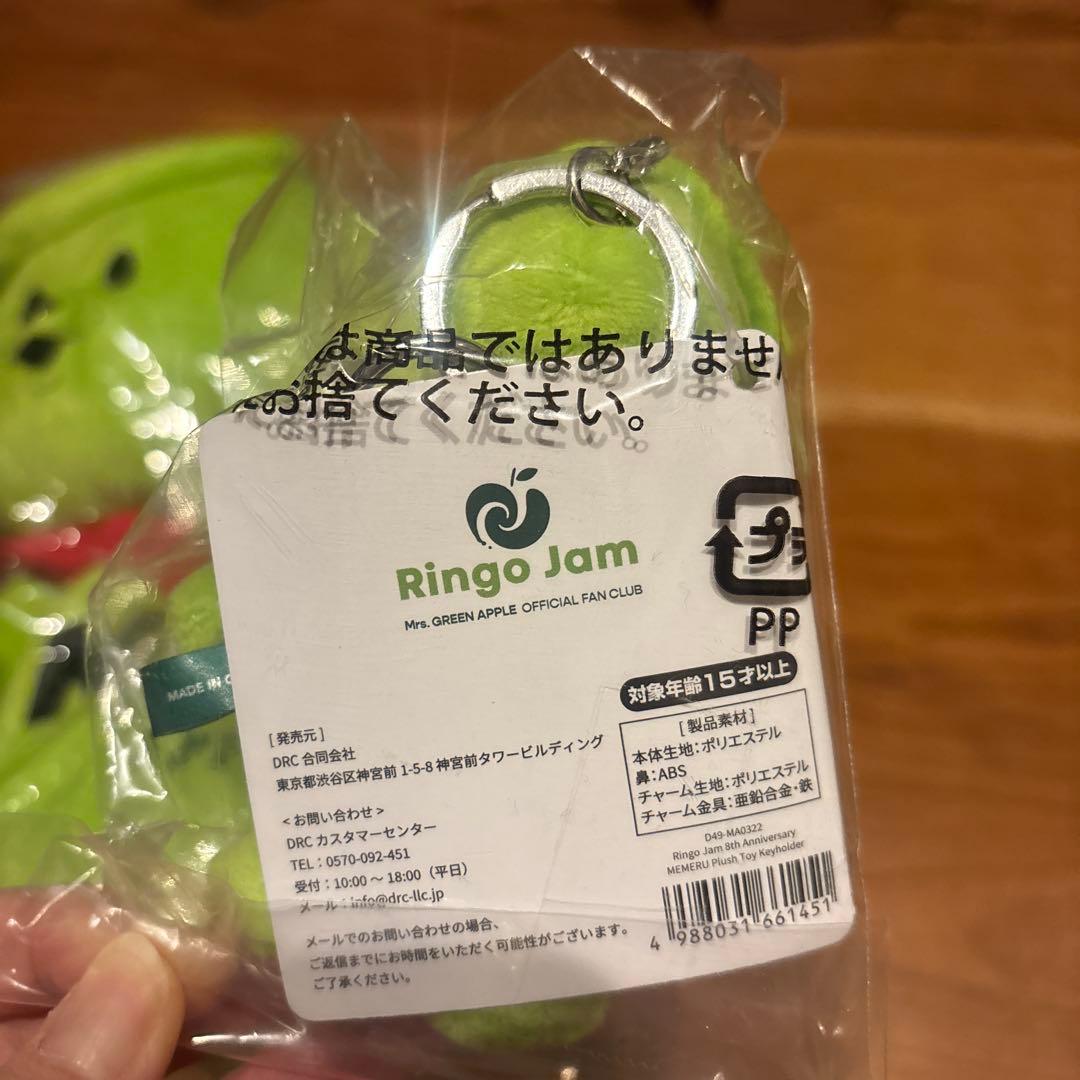 は商品ではありません
お捨てください。
Ringo Jam
Mrs. GREEN APPLE OFFICIAL FAN CLUB
プラ
PP
MADE IN
対象年齢15才以上
[発売元]
DRC 合同会社
東京都渋谷区神宮前 1-5-8 神宮前タワービルディング
<お問い合わせ>
DRC カスタマーセンター
TEL：0570-092-451
受付：10:00 〜 18:00（平日）
メール：info@drc-llc.jp
メールでのお問い合わせの場合、
ご返信までにお時間をいただく可能性がございます。
ご了承ください。
[製品素材]
本体生地：ポリエステル
鼻：ABS
チャーム生地：ポリエステル
チャーム金具：亜鉛合金・鉄
D49-MA0322
Ringo Jam 8th Anniversary
MEMERU Plush Toy Keyholder
4 988031 661451